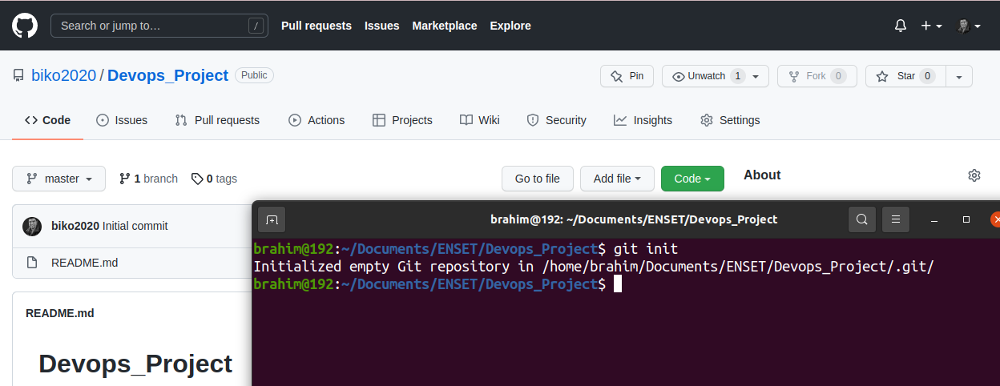 Search or jump to… /
Pull requests Issues Marketplace Explore
biko2020 / Devops_Project Public
Pin Unwatch 1 Fork 0 Star 0
Code Issues Pull requests Actions Projects Wiki Security Insights Settings
master 1 branch 0 tags Go to file Add file Code About
biko2020 Initial commit
README.md
README.md
Devops_Project
brahim@192: ~/Documents/ENSET/Devops_Project
brahim@192:~/Documents/ENSET/Devops_Project$ git init
Initialized empty Git repository in /home/brahim/Documents/ENSET/Devops_Project/.git/
brahim@192:~/Documents/ENSET/Devops_Project$